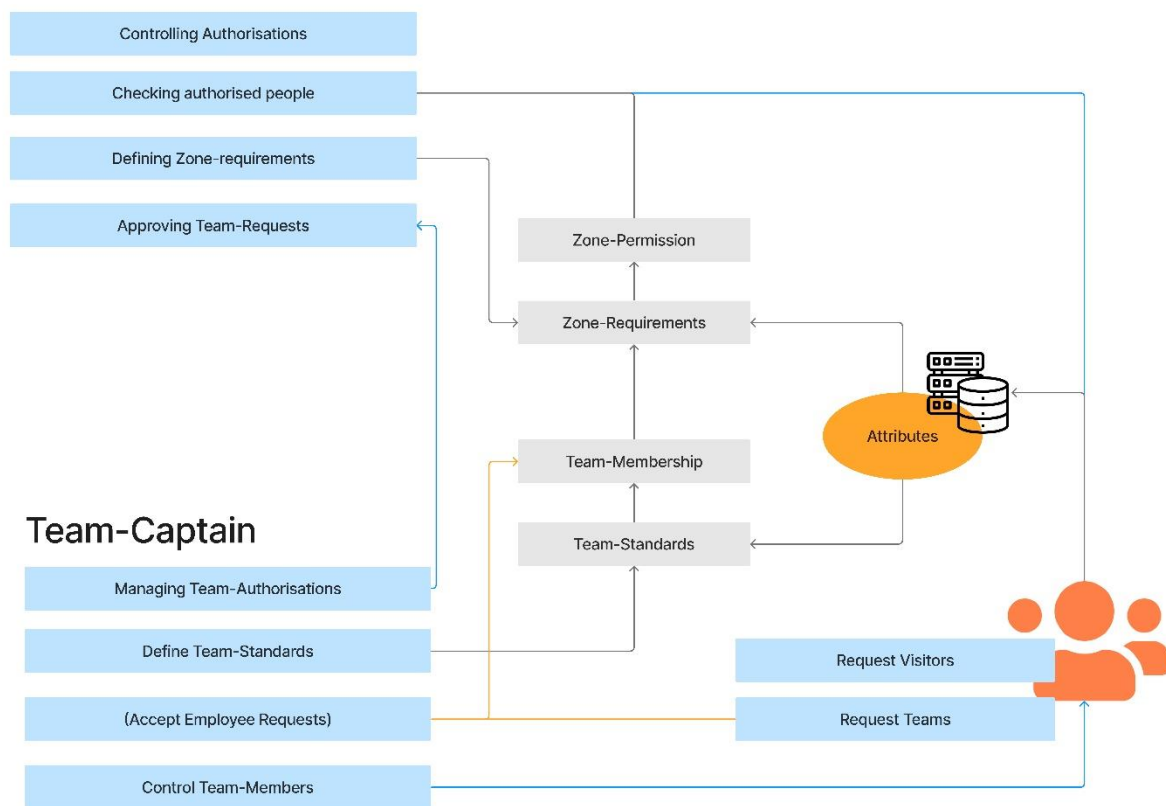 Controlling Authorisations
Checking authorised people
Defining Zone-requirements
Approving Team-Requests
Zone-Permission
Zone-Requirements
Attributes
Team-Membership
Team-Standards
Team-Captain
Managing Team-Authorisations
Define Team-Standards
(Accept Employee Requests)
Control Team-Members
Request Visitors
Request Teams